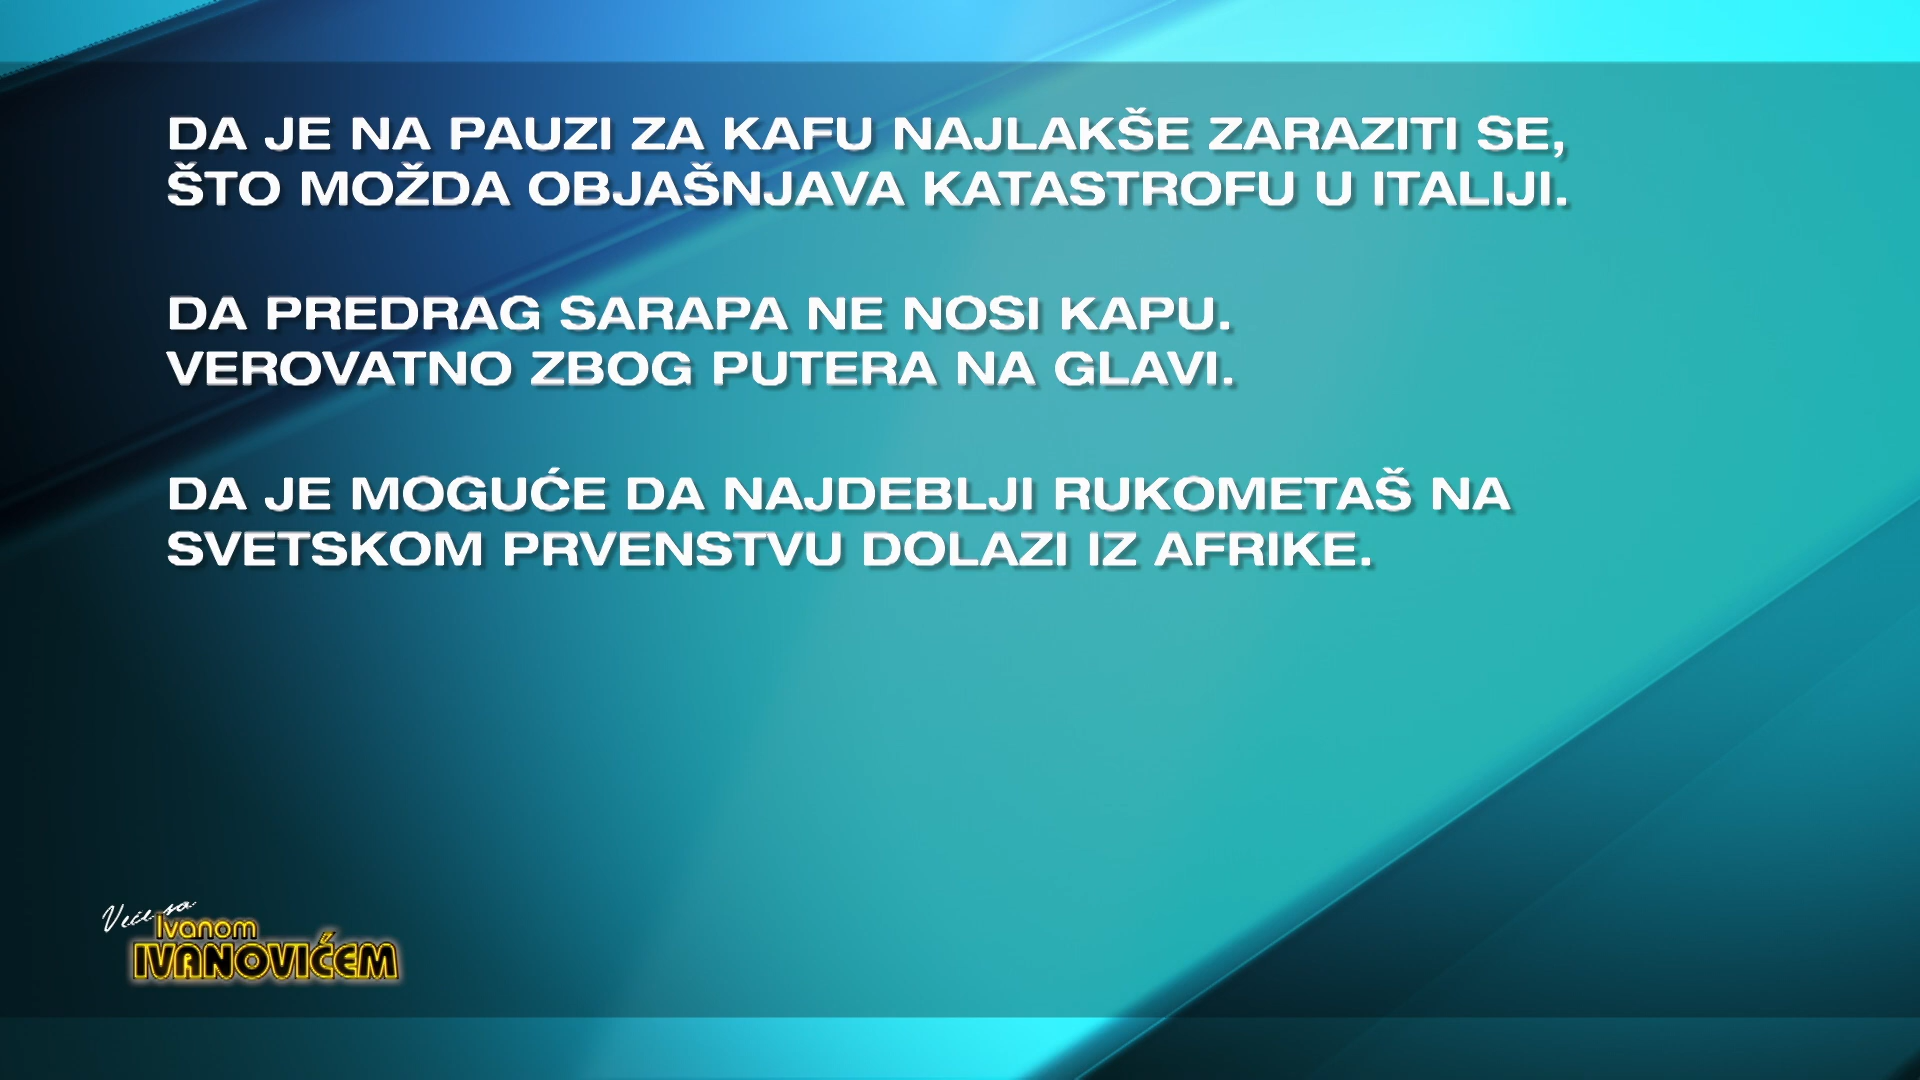 DA JE NA PAUZI ZA KAFU NAJLAKŠE ZARAZITI SE,
ŠTO MOŽDA OBJAŠNJAVA KATASTROFU U ITALIJI.
DA PREDRAG SARAPA NE NOSI KAPU.
VEROVATNO ZBOG PUTERA NA GLAVI.
DA JE MOGUĆE DA NAJDEBLJI RUKOMETAŠ NA
SVETSKOM PRVENSTVU DOLAZI IZ AFRIKE.
Veče sa
Ivanom
IVANOVIĆEM